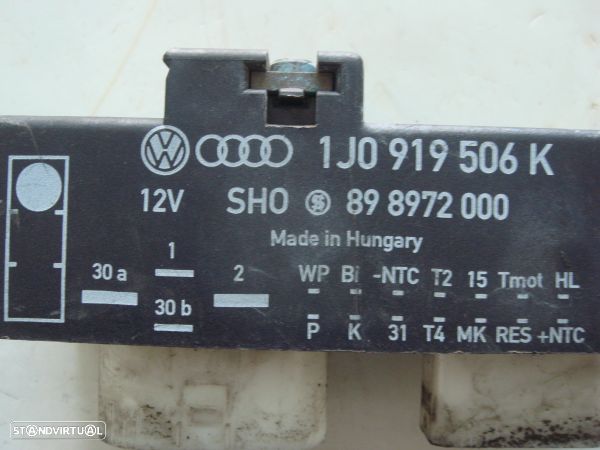 1J0 919 506 K
12V SHO 89 8972 000
Made in Hungary
1
30 a 2 WP Bi -NTC T2 15 Tmot HL
30 b P K 31 T4 MK RES +NTC
STANDVIRTUAL